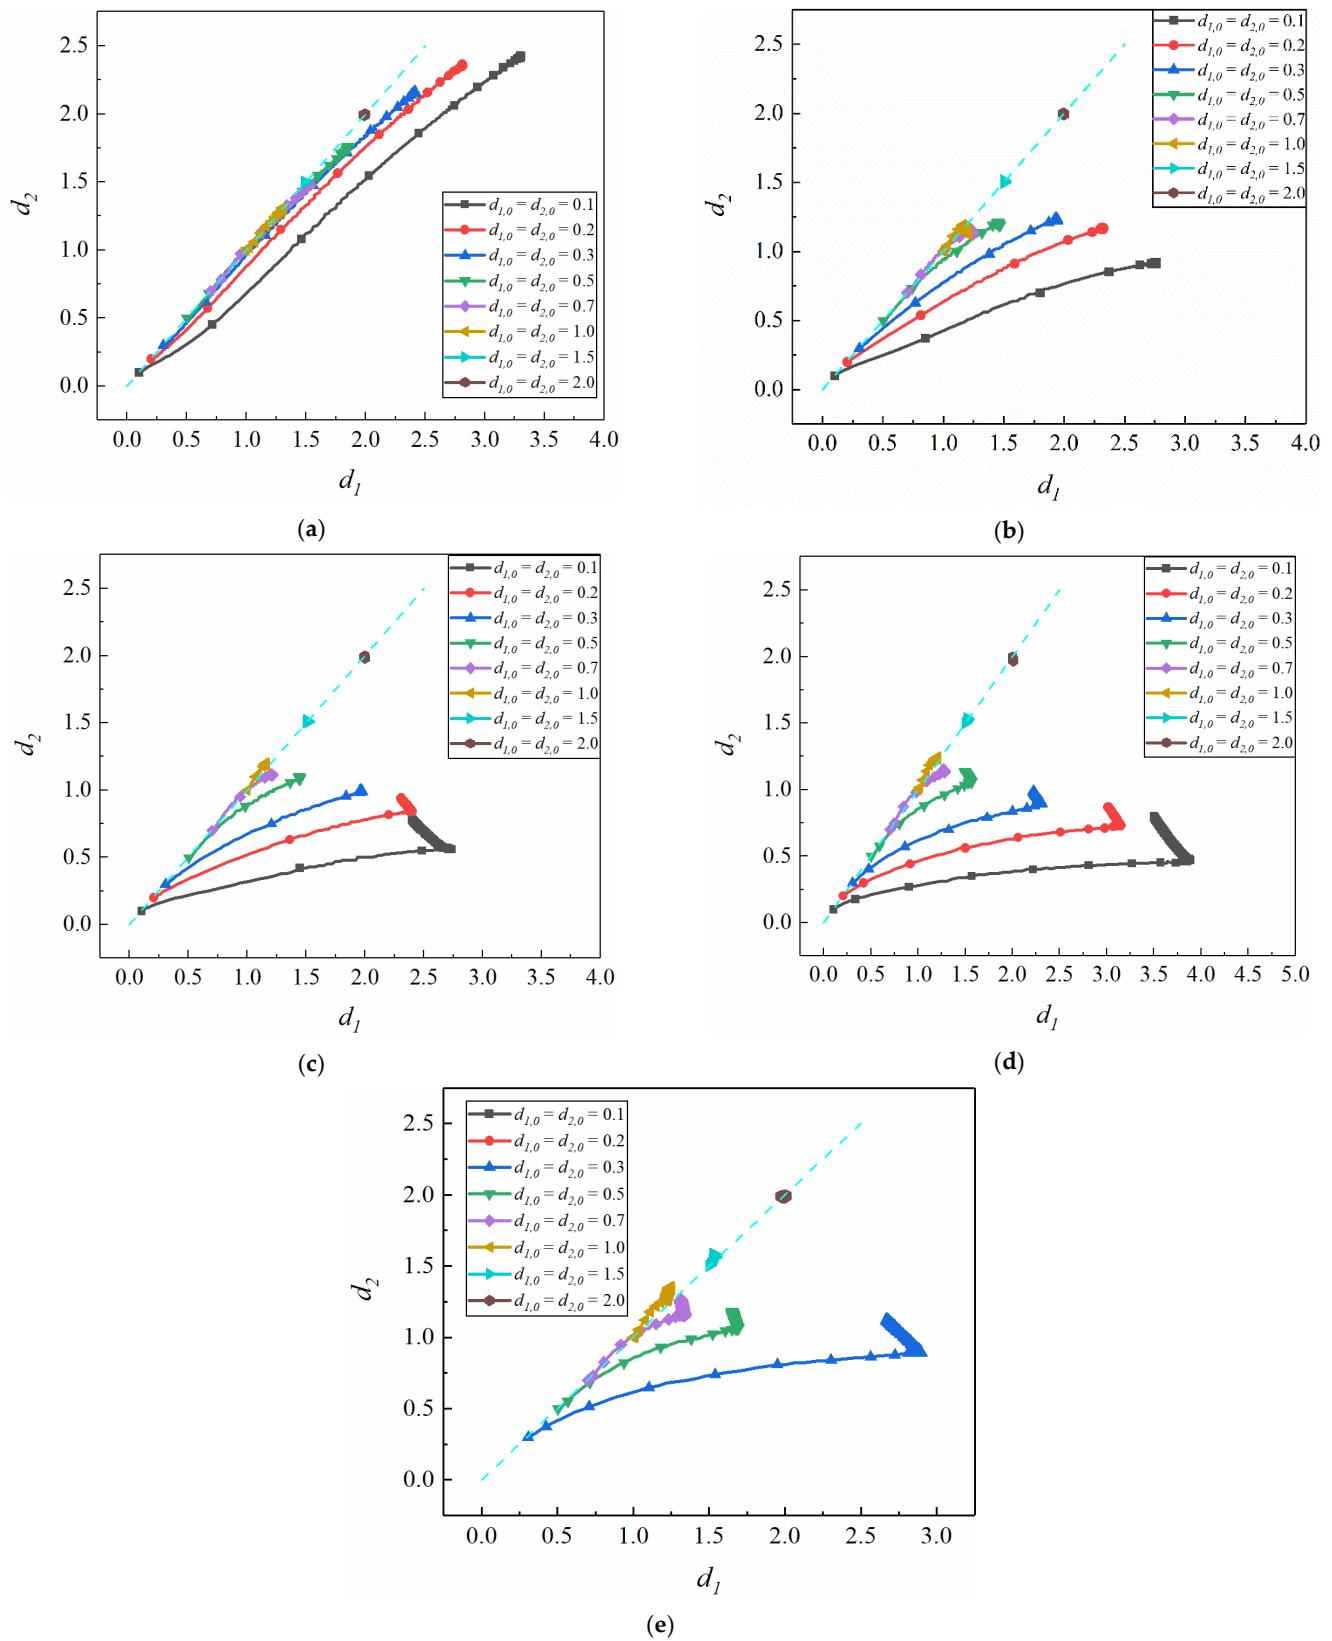 2.5
2.0
1.5
1.0
0.5
0.0
d2
d1,0 = d2,0 = 0.1
d1,0 = d2,0 = 0.2
d1,0 = d2,0 = 0.3
d1,0 = d2,0 = 0.5
d1,0 = d2,0 = 0.7
d1,0 = d2,0 = 1.0
d1,0 = d2,0 = 1.5
d1,0 = d2,0 = 2.0
0.0 0.5 1.0 1.5 2.0 2.5 3.0 3.5 4.0
d1
(a)
2.5
2.0
1.5
1.0
0.5
0.0
d2
d1,0 = d2,0 = 0.1
d1,0 = d2,0 = 0.2
d1,0 = d2,0 = 0.3
d1,0 = d2,0 = 0.5
d1,0 = d2,0 = 0.7
d1,0 = d2,0 = 1.0
d1,0 = d2,0 = 1.5
d1,0 = d2,0 = 2.0
0.0 0.5 1.0 1.5 2.0 2.5 3.0 3.5 4.0
d1
(b)
2.5
2.0
1.5
1.0
0.5
0.0
d2
d1,0 = d2,0 = 0.1
d1,0 = d2,0 = 0.2
d1,0 = d2,0 = 0.3
d1,0 = d2,0 = 0.5
d1,0 = d2,0 = 0.7
d1,0 = d2,0 = 1.0
d1,0 = d2,0 = 1.5
d1,0 = d2,0 = 2.0
0.0 0.5 1.0 1.5 2.0 2.5 3.0 3.5 4.0
d1
(c)
2.5
2.0
1.5
1.0
0.5
0.0
d2
d1,0 = d2,0 = 0.1
d1,0 = d2,0 = 0.2
d1,0 = d2,0 = 0.3
d1,0 = d2,0 = 0.5
d1,0 = d2,0 = 0.7
d1,0 = d2,0 = 1.0
d1,0 = d2,0 = 1.5
d1,0 = d2,0 = 2.0
0.0 0.5 1.0 1.5 2.0 2.5 3.0 3.5 4.0 4.5 5.0
d1
(d)
2.5
2.0
1.5
1.0
0.5
0.0
d2
d1,0 = d2,0 = 0.1
d1,0 = d2,0 = 0.2
d1,0 = d2,0 = 0.3
d1,0 = d2,0 = 0.5
d1,0 = d2,0 = 0.7
d1,0 = d2,0 = 1.0
d1,0 = d2,0 = 1.5
d1,0 = d2,0 = 2.0
0.0 0.5 1.0 1.5 2.0 2.5 3.0
d1
(e)